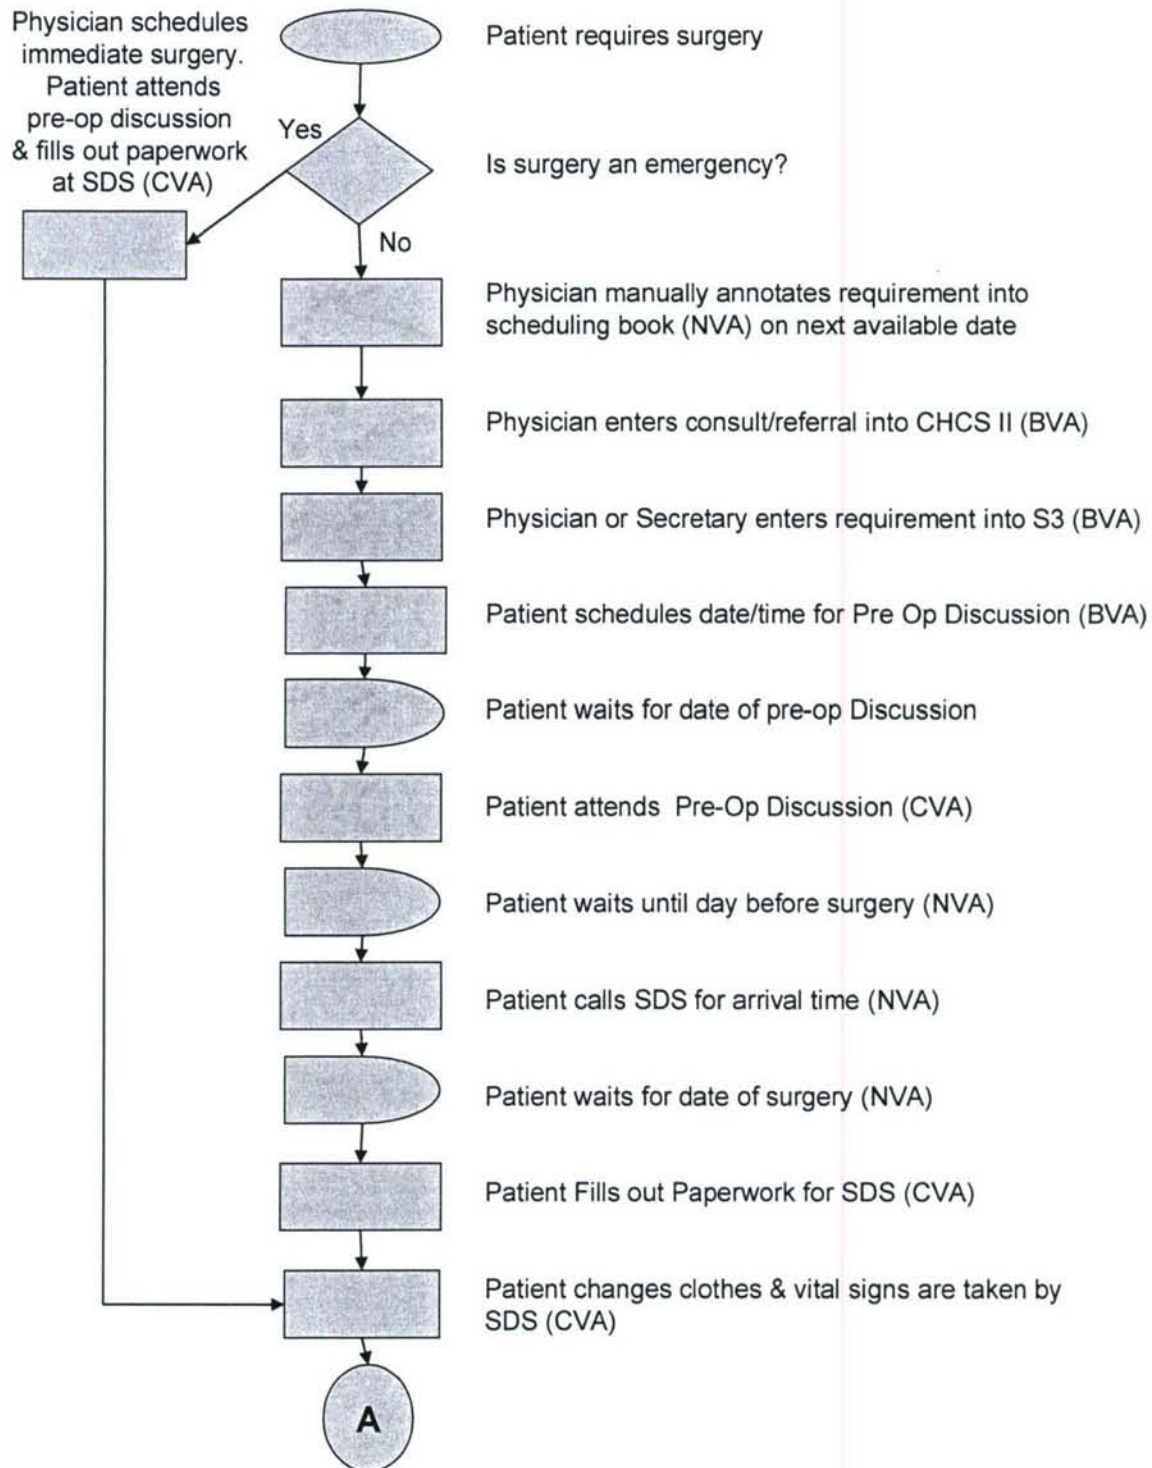 Physician schedules
immediate surgery.
Patient attends
pre-op discussion
& fills out paperwork
at SDS (CVA)
Patient requires surgery
Yes
Is surgery an emergency?
No
Physician manually annotates requirement into
scheduling book (NVA) on next available date
Physician enters consult/referral into CHCS II (BVA)
Physician or Secretary enters requirement into S3 (BVA)
Patient schedules date/time for Pre Op Discussion (BVA)
Patient waits for date of pre-op Discussion
Patient attends Pre-Op Discussion (CVA)
Patient waits until day before surgery (NVA)
Patient calls SDS for arrival time (NVA)
Patient waits for date of surgery (NVA)
Patient Fills out Paperwork for SDS (CVA)
Patient changes clothes & vital signs are taken by
SDS (CVA)
A